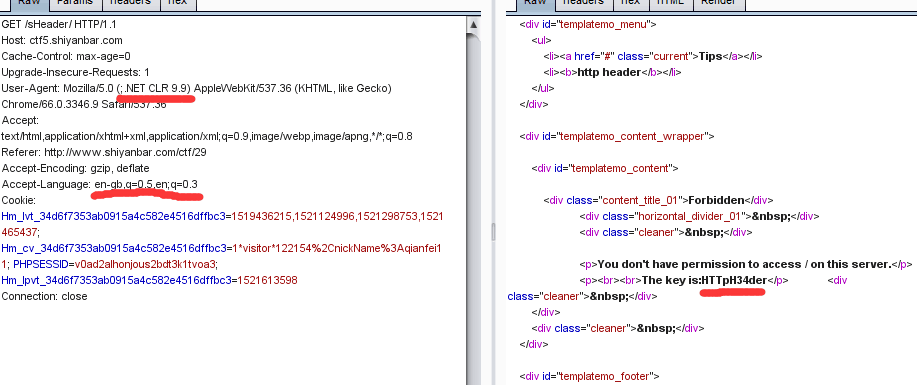 Raw Params Headers Hex
GET /sHeader/ HTTP/1.1
Host: ctf5.shiyanbar.com
Cache-Control: max-age=0
Upgrade-Insecure-Requests: 1
User-Agent: Mozilla/5.0 (; .NET CLR 9.9) AppleWebKit/537.36 (KHTML, like Gecko)
Chrome/66.0.3346.9 Safari/537.36
Accept:
text/html,application/xhtml+xml,application/xml;q=0.9,image/webp,image/apng,*/*;q=0.8
Referer: http://www.shiyanbar.com/ctf/29
Accept-Encoding: gzip, deflate
Accept-Language: en-gb,q=0.5,en;q=0.3
Cookie:
Hm_lvt_34d6f7353ab0915a4c582e4516dffbc3=1519436215,1521124996,1521298753,1521
465437;
Hm_cv_34d6f7353ab0915a4c582e4516dffbc3=1*visitor*122154%2CnickName%3Aqianfei1
1; PHPSESSID=v0ad2alhonjous2bdt3k1tvoa3;
Hm_lpvt_34d6f7353ab0915a4c582e4516dffbc3=1521613598
Connection: close
Raw Headers Hex HTML Render
<div id="templatemo_menu">
<ul>
<li><a href="#" class="current">Tips</a></li>
<li><b>http header</b></li>
</ul>
</div>
<div id="templatemo_content_wrapper">
<div id="templatemo_content">
<div class="content_title_01">Forbidden</div>
<div class="horizontal_divider_01">&nbsp;</div>
<div class="cleaner">&nbsp;</div>
<p>You don't have permission to access / on this server.</p>
<p><br><br>The key is:HTTpH34der</p> <div
class="cleaner">&nbsp;</div>
</div>
<div class="cleaner">&nbsp;</div>
</div>
<div id="templatemo_footer">